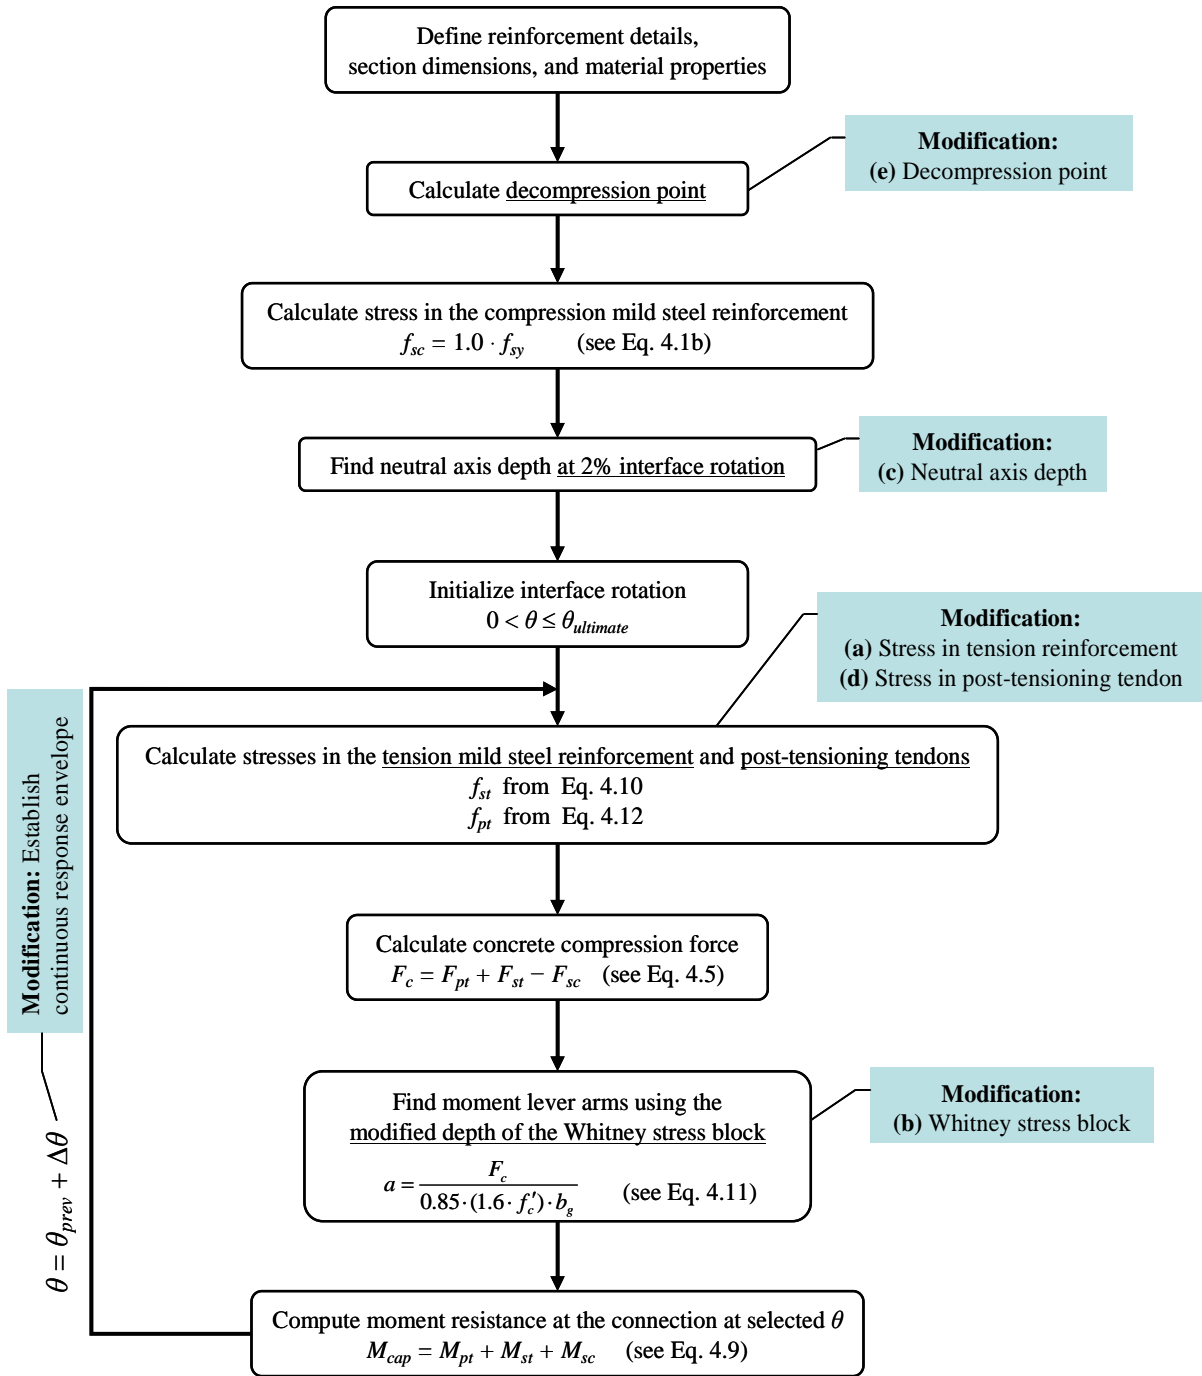 Define reinforcement details,
section dimensions, and material properties
Modification:
(e) Decompression point
Calculate decompression point
Calculate stress in the compression mild steel reinforcement
f_sc = 1.0 · f_sy (see Eq. 4.1b)
Modification:
(c) Neutral axis depth
Find neutral axis depth at 2% interface rotation
Initialize interface rotation
0 < θ ≤ θ_ultimate
Modification:
(a) Stress in tension reinforcement
(d) Stress in post-tensioning tendon
Modification: Establish
continuous response envelope
θ = θ_prev + Δθ
Calculate stresses in the tension mild steel reinforcement and post-tensioning tendons
f_st from Eq. 4.10
f_pt from Eq. 4.12
Calculate concrete compression force
F_c = F_pt + F_st − F_sc (see Eq. 4.5)
Modification:
(b) Whitney stress block
Find moment lever arms using the
modified depth of the Whitney stress block
a = F_c / 0.85·(1.6·f_c′)·b_g (see Eq. 4.11)
Compute moment resistance at the connection at selected θ
M_cap = M_pt + M_st + M_sc (see Eq. 4.9)